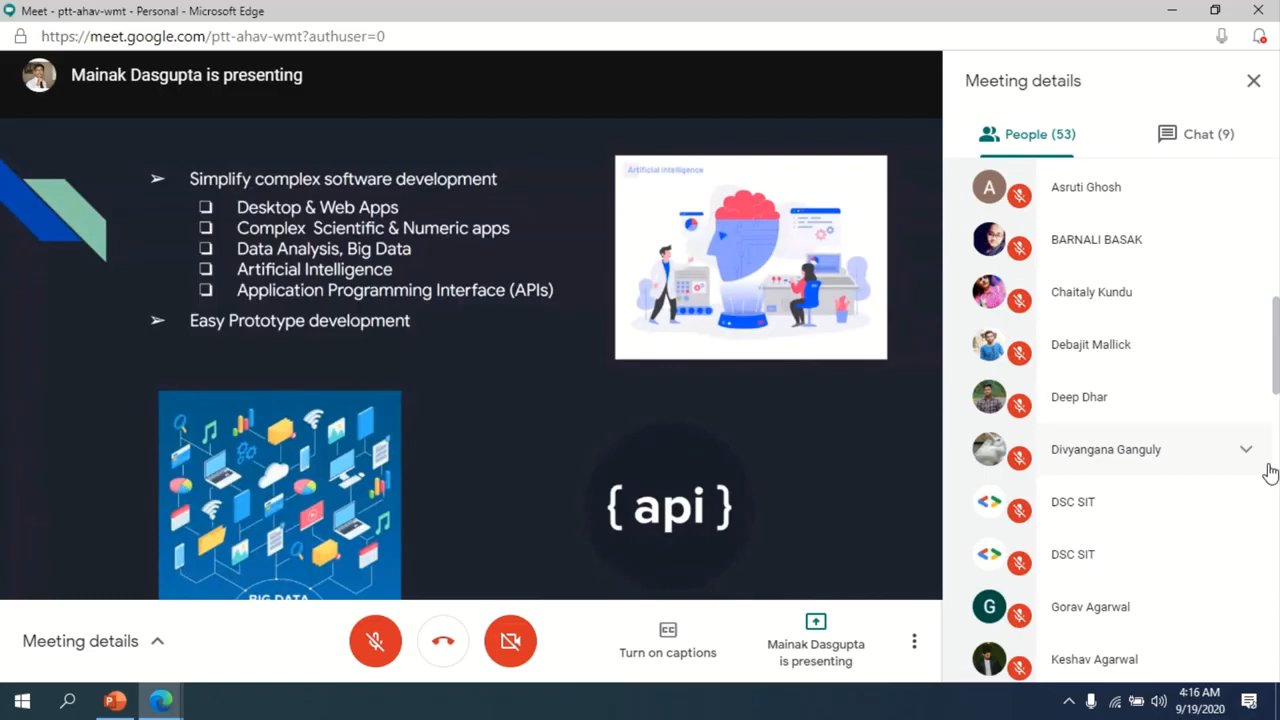 Meet - ptt-ahav-wmt - Personal - Microsoft Edge
https://meet.google.com/ptt-ahav-wmt?authuser=0
Mainak Dasgupta is presenting
➢ Simplify complex software development
❑ Desktop & Web Apps
❑ Complex Scientific & Numeric apps
❑ Data Analysis, Big Data
❑ Artificial Intelligence
❑ Application Programming Interface (APIs)
➢ Easy Prototype development
Artificial Intelligence
BIG DATA
{ api }
Meeting details
People (53)
Chat (9)
A
Asruti Ghosh
BARNALI BASAK
Chaitaly Kundu
Debajit Mallick
Deep Dhar
Divyangana Ganguly
DSC SIT
DSC SIT
G
Gorav Agarwal
Keshav Agarwal
Meeting details
CC
Turn on captions
Mainak Dasgupta
is presenting
P
4:16 AM
9/19/2020